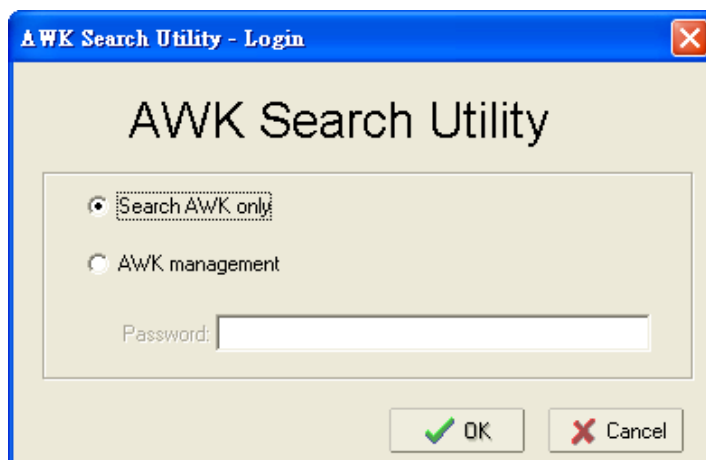 AWK Search Utility - Login
AWK Search Utility
Search AWK only
AWK management
Password:
OK Cancel